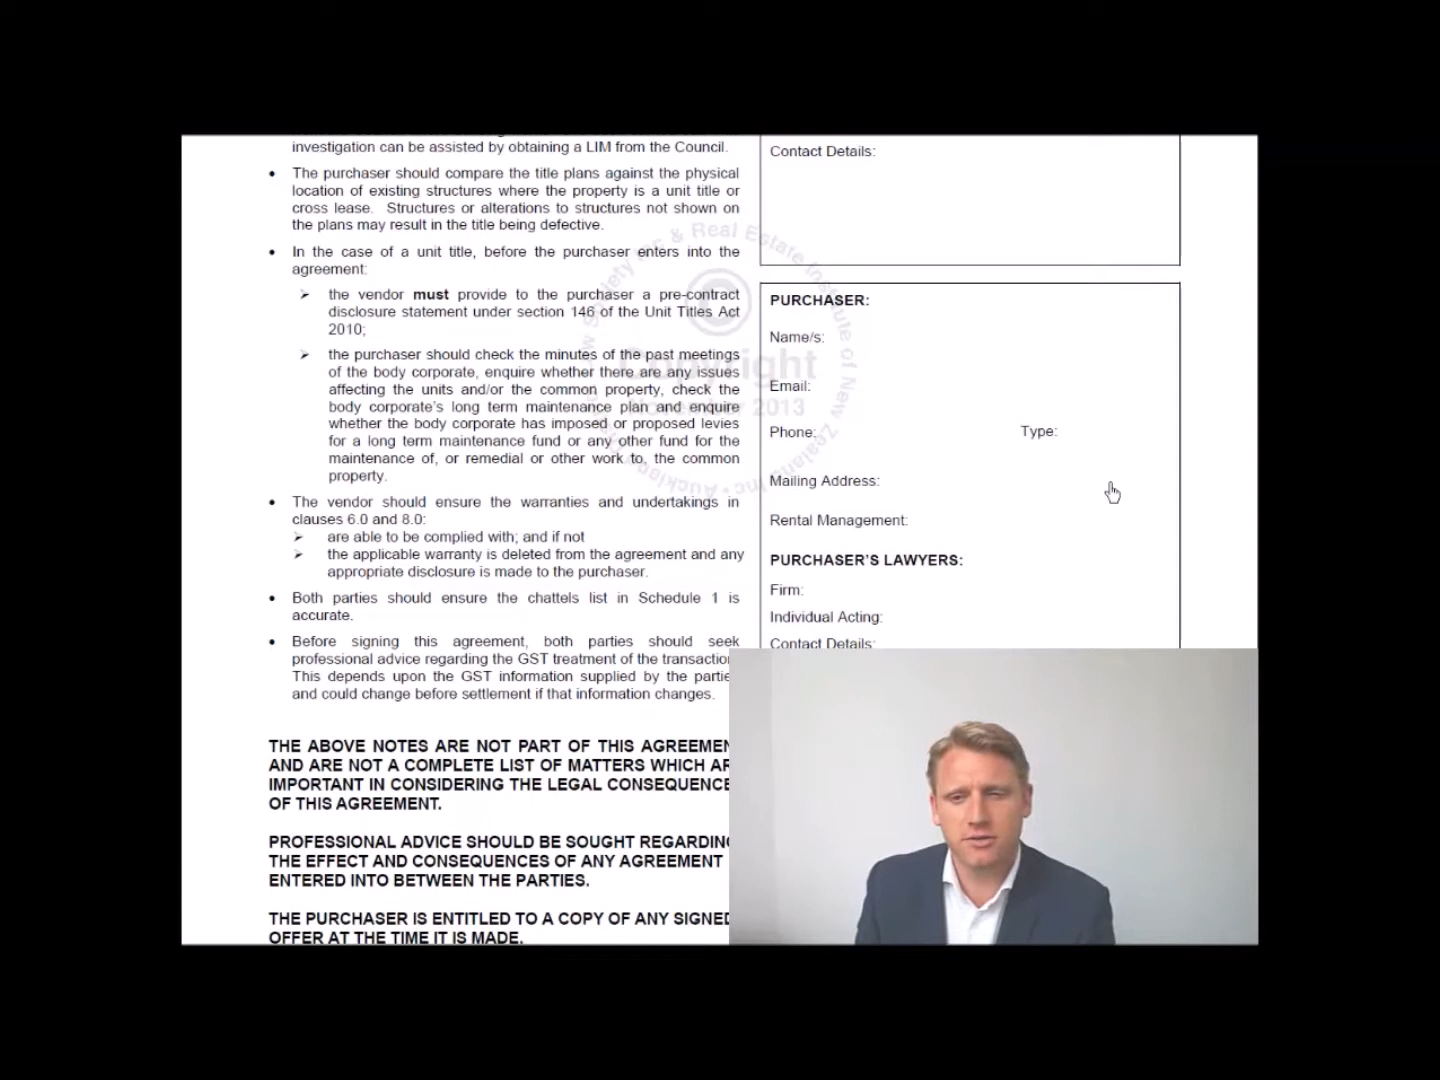 investigation can be assisted by obtaining a LIM from the Council.
• The purchaser should compare the title plans against the physical
location of existing structures where the property is a unit title or
cross lease. Structures or alterations to structures not shown on
the plans may result in the title being defective.
• In the case of a unit title, before the purchaser enters into the
agreement:
➢ the vendor must provide to the purchaser a pre-contract
disclosure statement under section 146 of the Unit Titles Act
2010;
➢ the purchaser should check the minutes of the past meetings
of the body corporate, enquire whether there are any issues
affecting the units and/or the common property, check the
body corporate's long term maintenance plan and enquire
whether the body corporate has imposed or proposed levies
for a long term maintenance fund or any other fund for the
maintenance of, or remedial or other work to, the common
property.
• The vendor should ensure the warranties and undertakings in
clauses 6.0 and 8.0:
➢ are able to be complied with; and if not
➢ the applicable warranty is deleted from the agreement and any
appropriate disclosure is made to the purchaser.
• Both parties should ensure the chattels list in Schedule 1 is
accurate.
• Before signing this agreement, both parties should seek
professional advice regarding the GST treatment of the transaction
This depends upon the GST information supplied by the partie
and could change before settlement if that information changes.
THE ABOVE NOTES ARE NOT PART OF THIS AGREEMEN
AND ARE NOT A COMPLETE LIST OF MATTERS WHICH AR
IMPORTANT IN CONSIDERING THE LEGAL CONSEQUENCE
OF THIS AGREEMENT.
PROFESSIONAL ADVICE SHOULD BE SOUGHT REGARDING
THE EFFECT AND CONSEQUENCES OF ANY AGREEMENT
ENTERED INTO BETWEEN THE PARTIES.
THE PURCHASER IS ENTITLED TO A COPY OF ANY SIGNED
OFFER AT THE TIME IT IS MADE.
Contact Details:
PURCHASER:
Name/s:
Email:
Phone: Type:
Mailing Address:
Rental Management:
PURCHASER'S LAWYERS:
Firm:
Individual Acting:
Contact Details:
Society Inc & Real Estate Institute of New Zealand Inc • Auckland
©
Copyright
November 2013